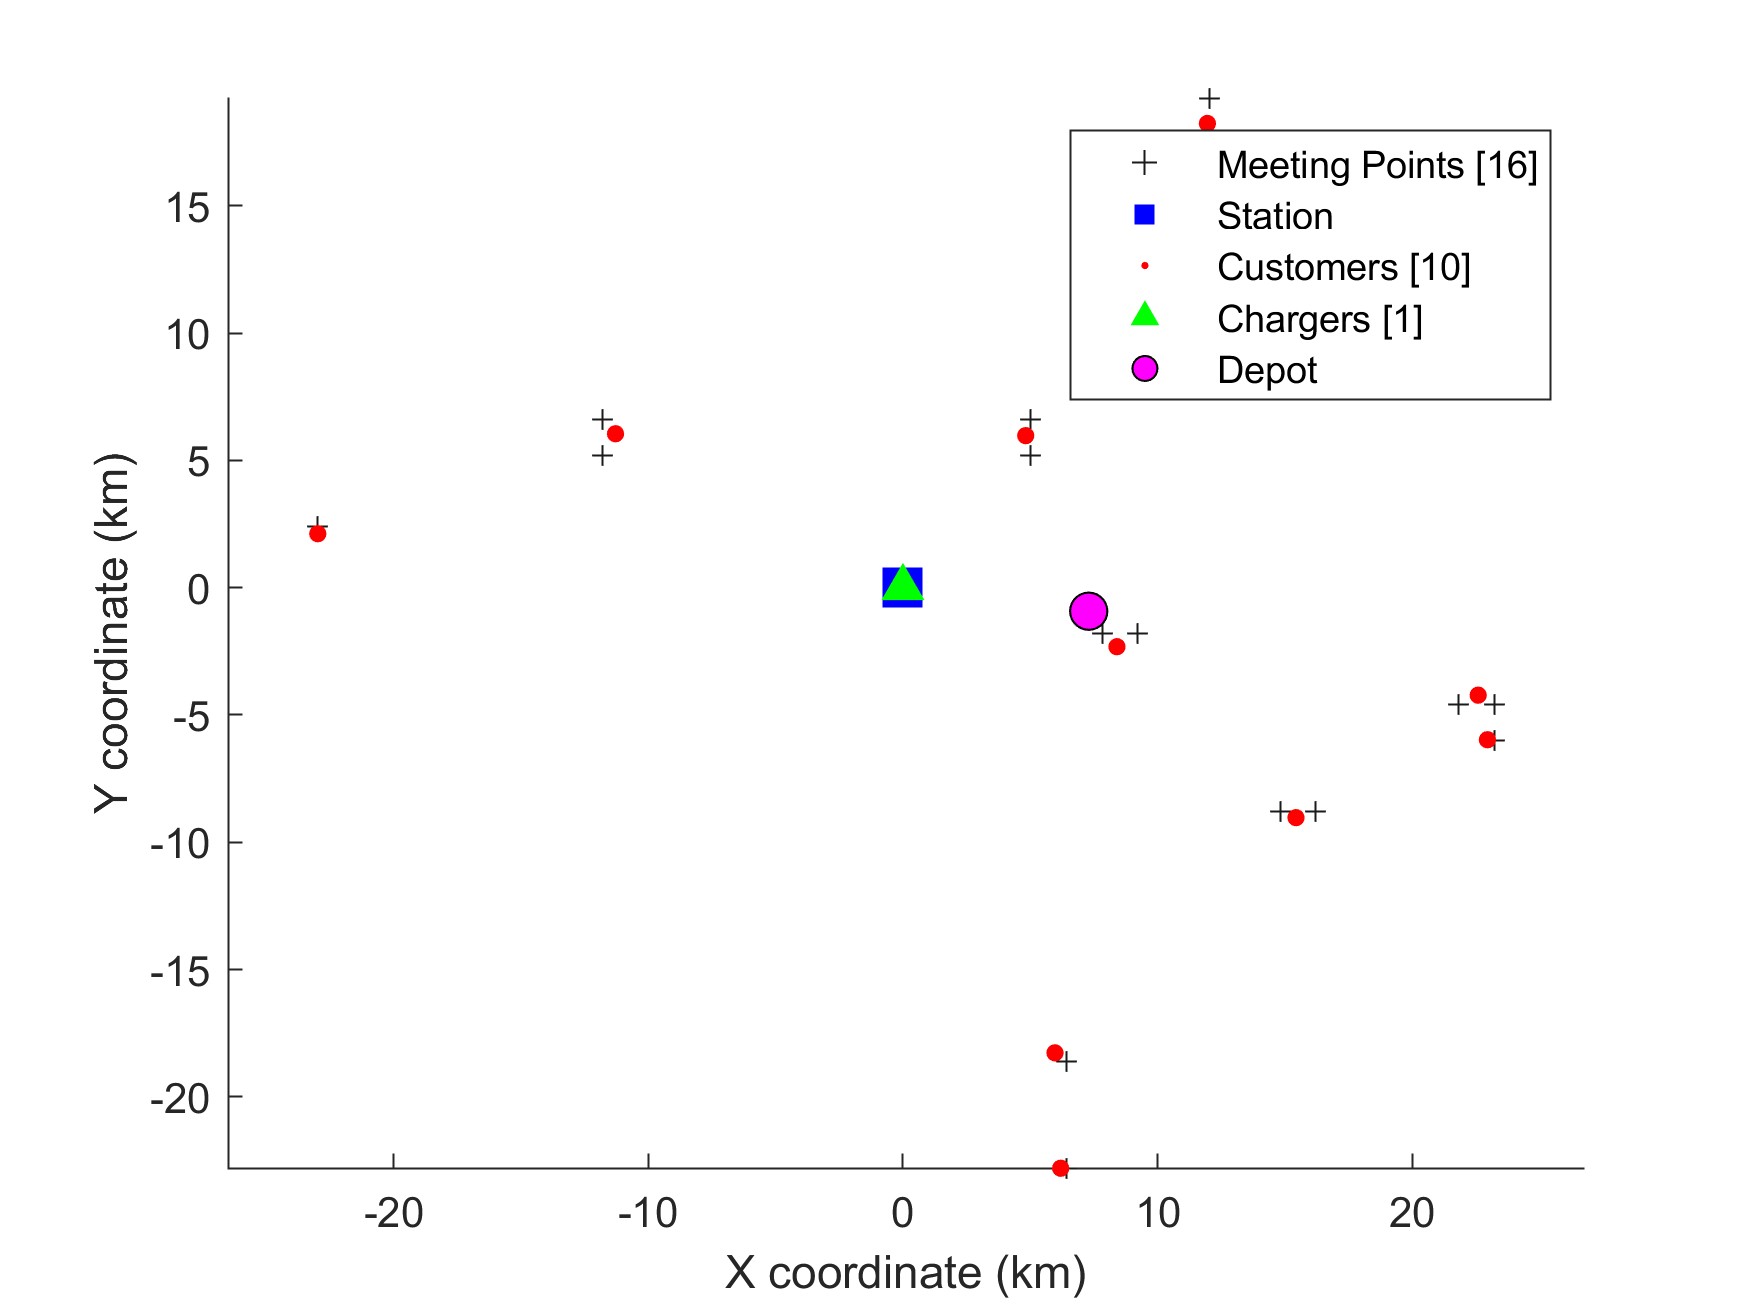 Meeting Points [16]
Station
Customers [10]
Chargers [1]
Depot
15
10
5
0
-5
-10
-15
-20
Y coordinate (km)
-20 -10 0 10 20
X coordinate (km)